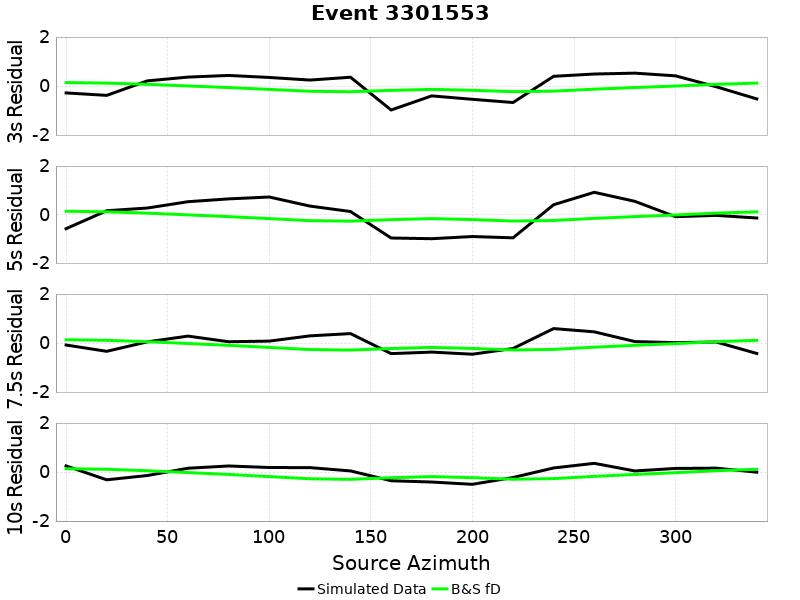 Event 3301553
3s Residual
2
0
-2
5s Residual
2
0
-2
7.5s Residual
2
0
-2
10s Residual
2
0
-2
0 50 100 150 200 250 300
Source Azimuth
Simulated Data B&S fD